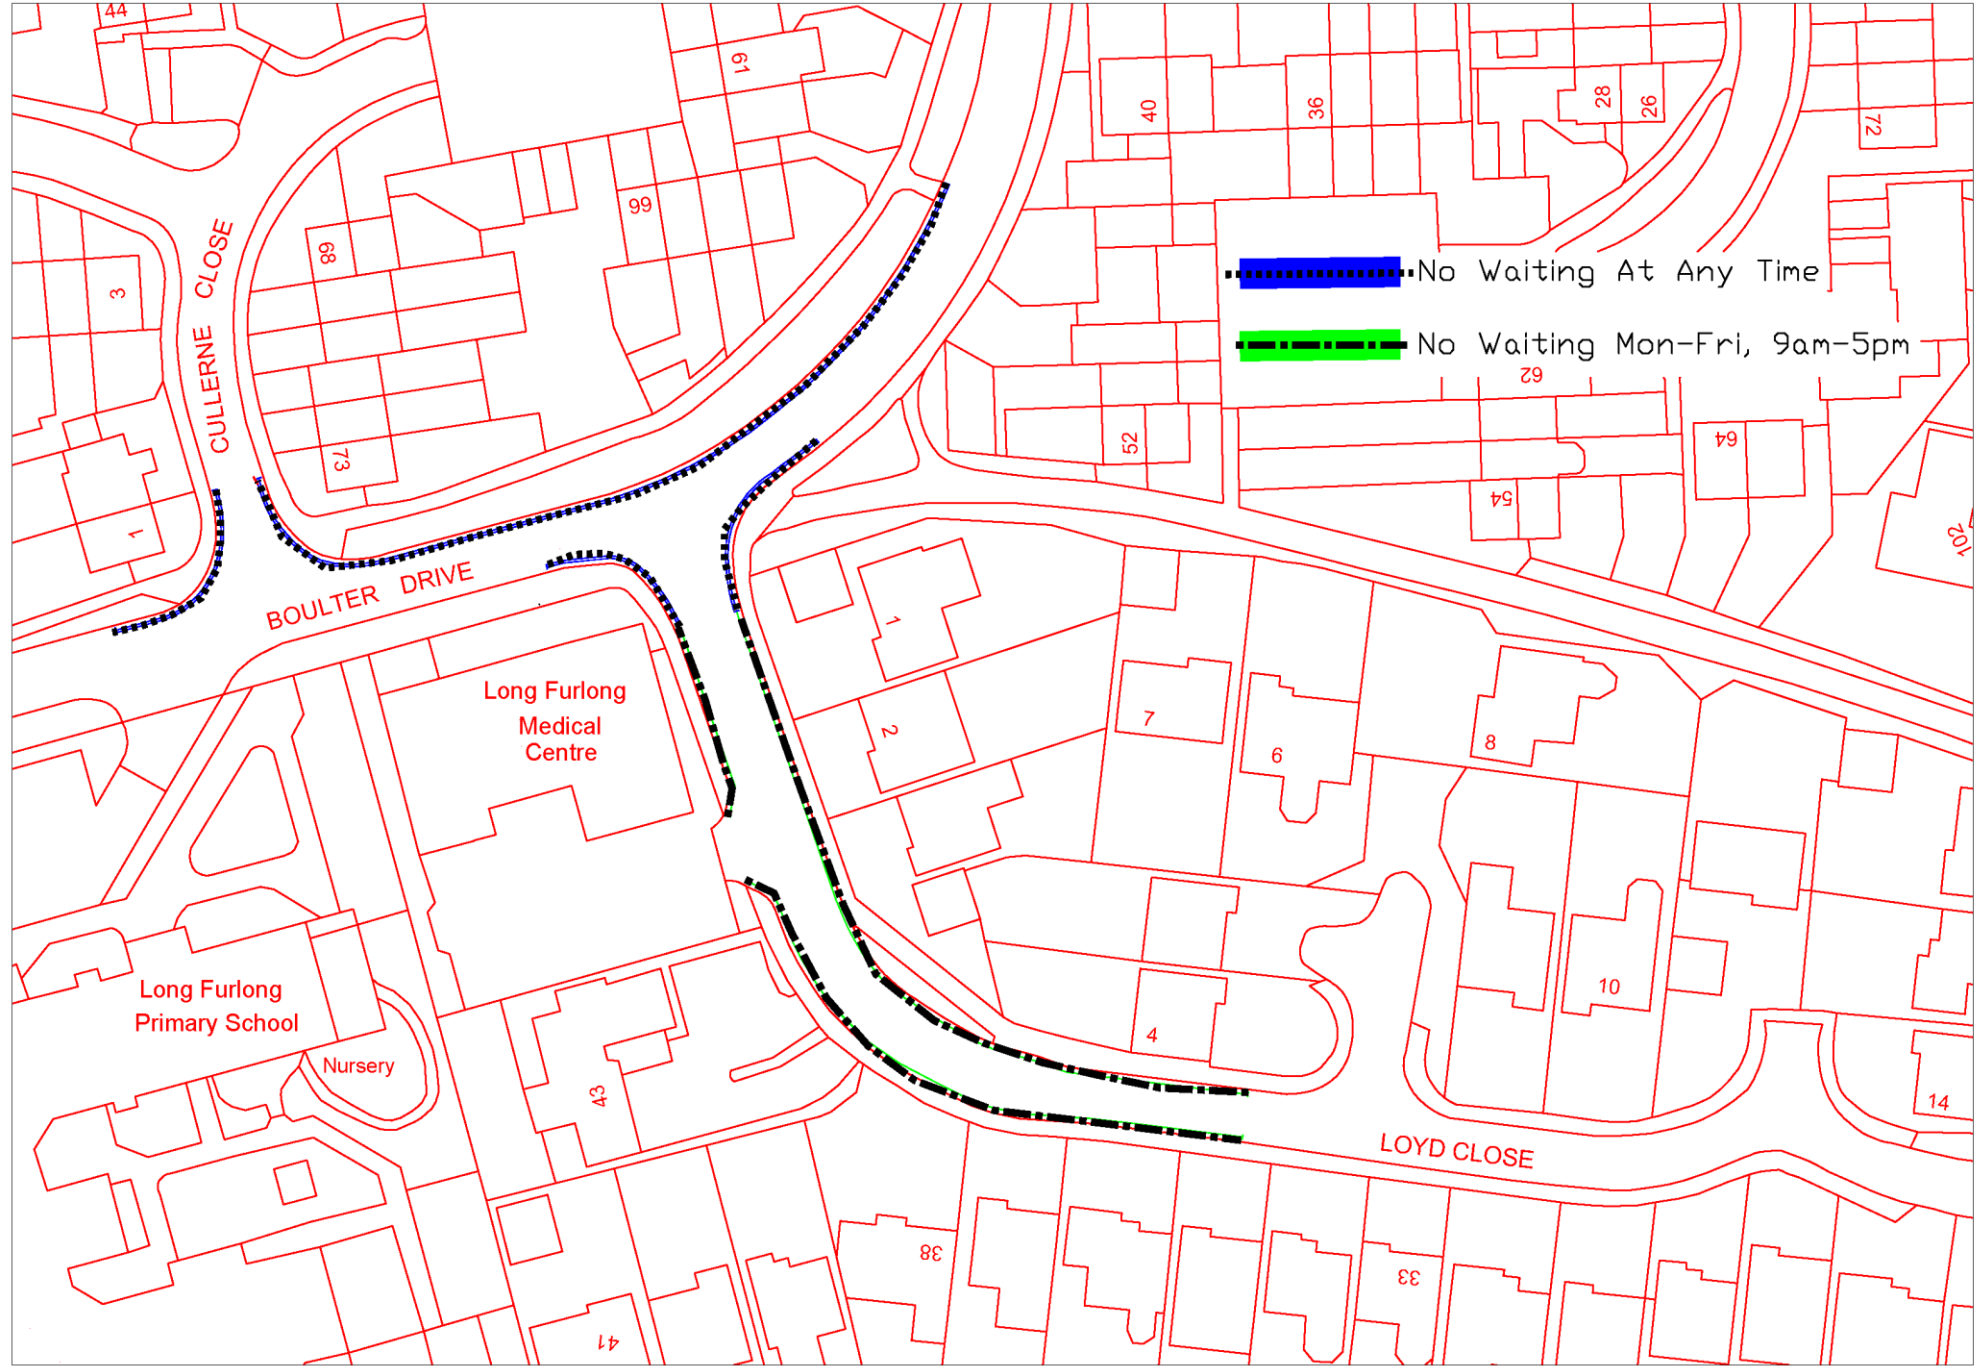 44
61
40
36
28
26
72
66
68
3
CULLERNE CLOSE
No Waiting At Any Time
No Waiting Mon-Fri, 9am-5pm
62
52
64
54
73
1
102
BOULTER DRIVE
1
Long Furlong
Medical
Centre
2
7
6
8
Long Furlong
Primary School
Nursery
43
4
10
14
LOYD CLOSE
38
33
41